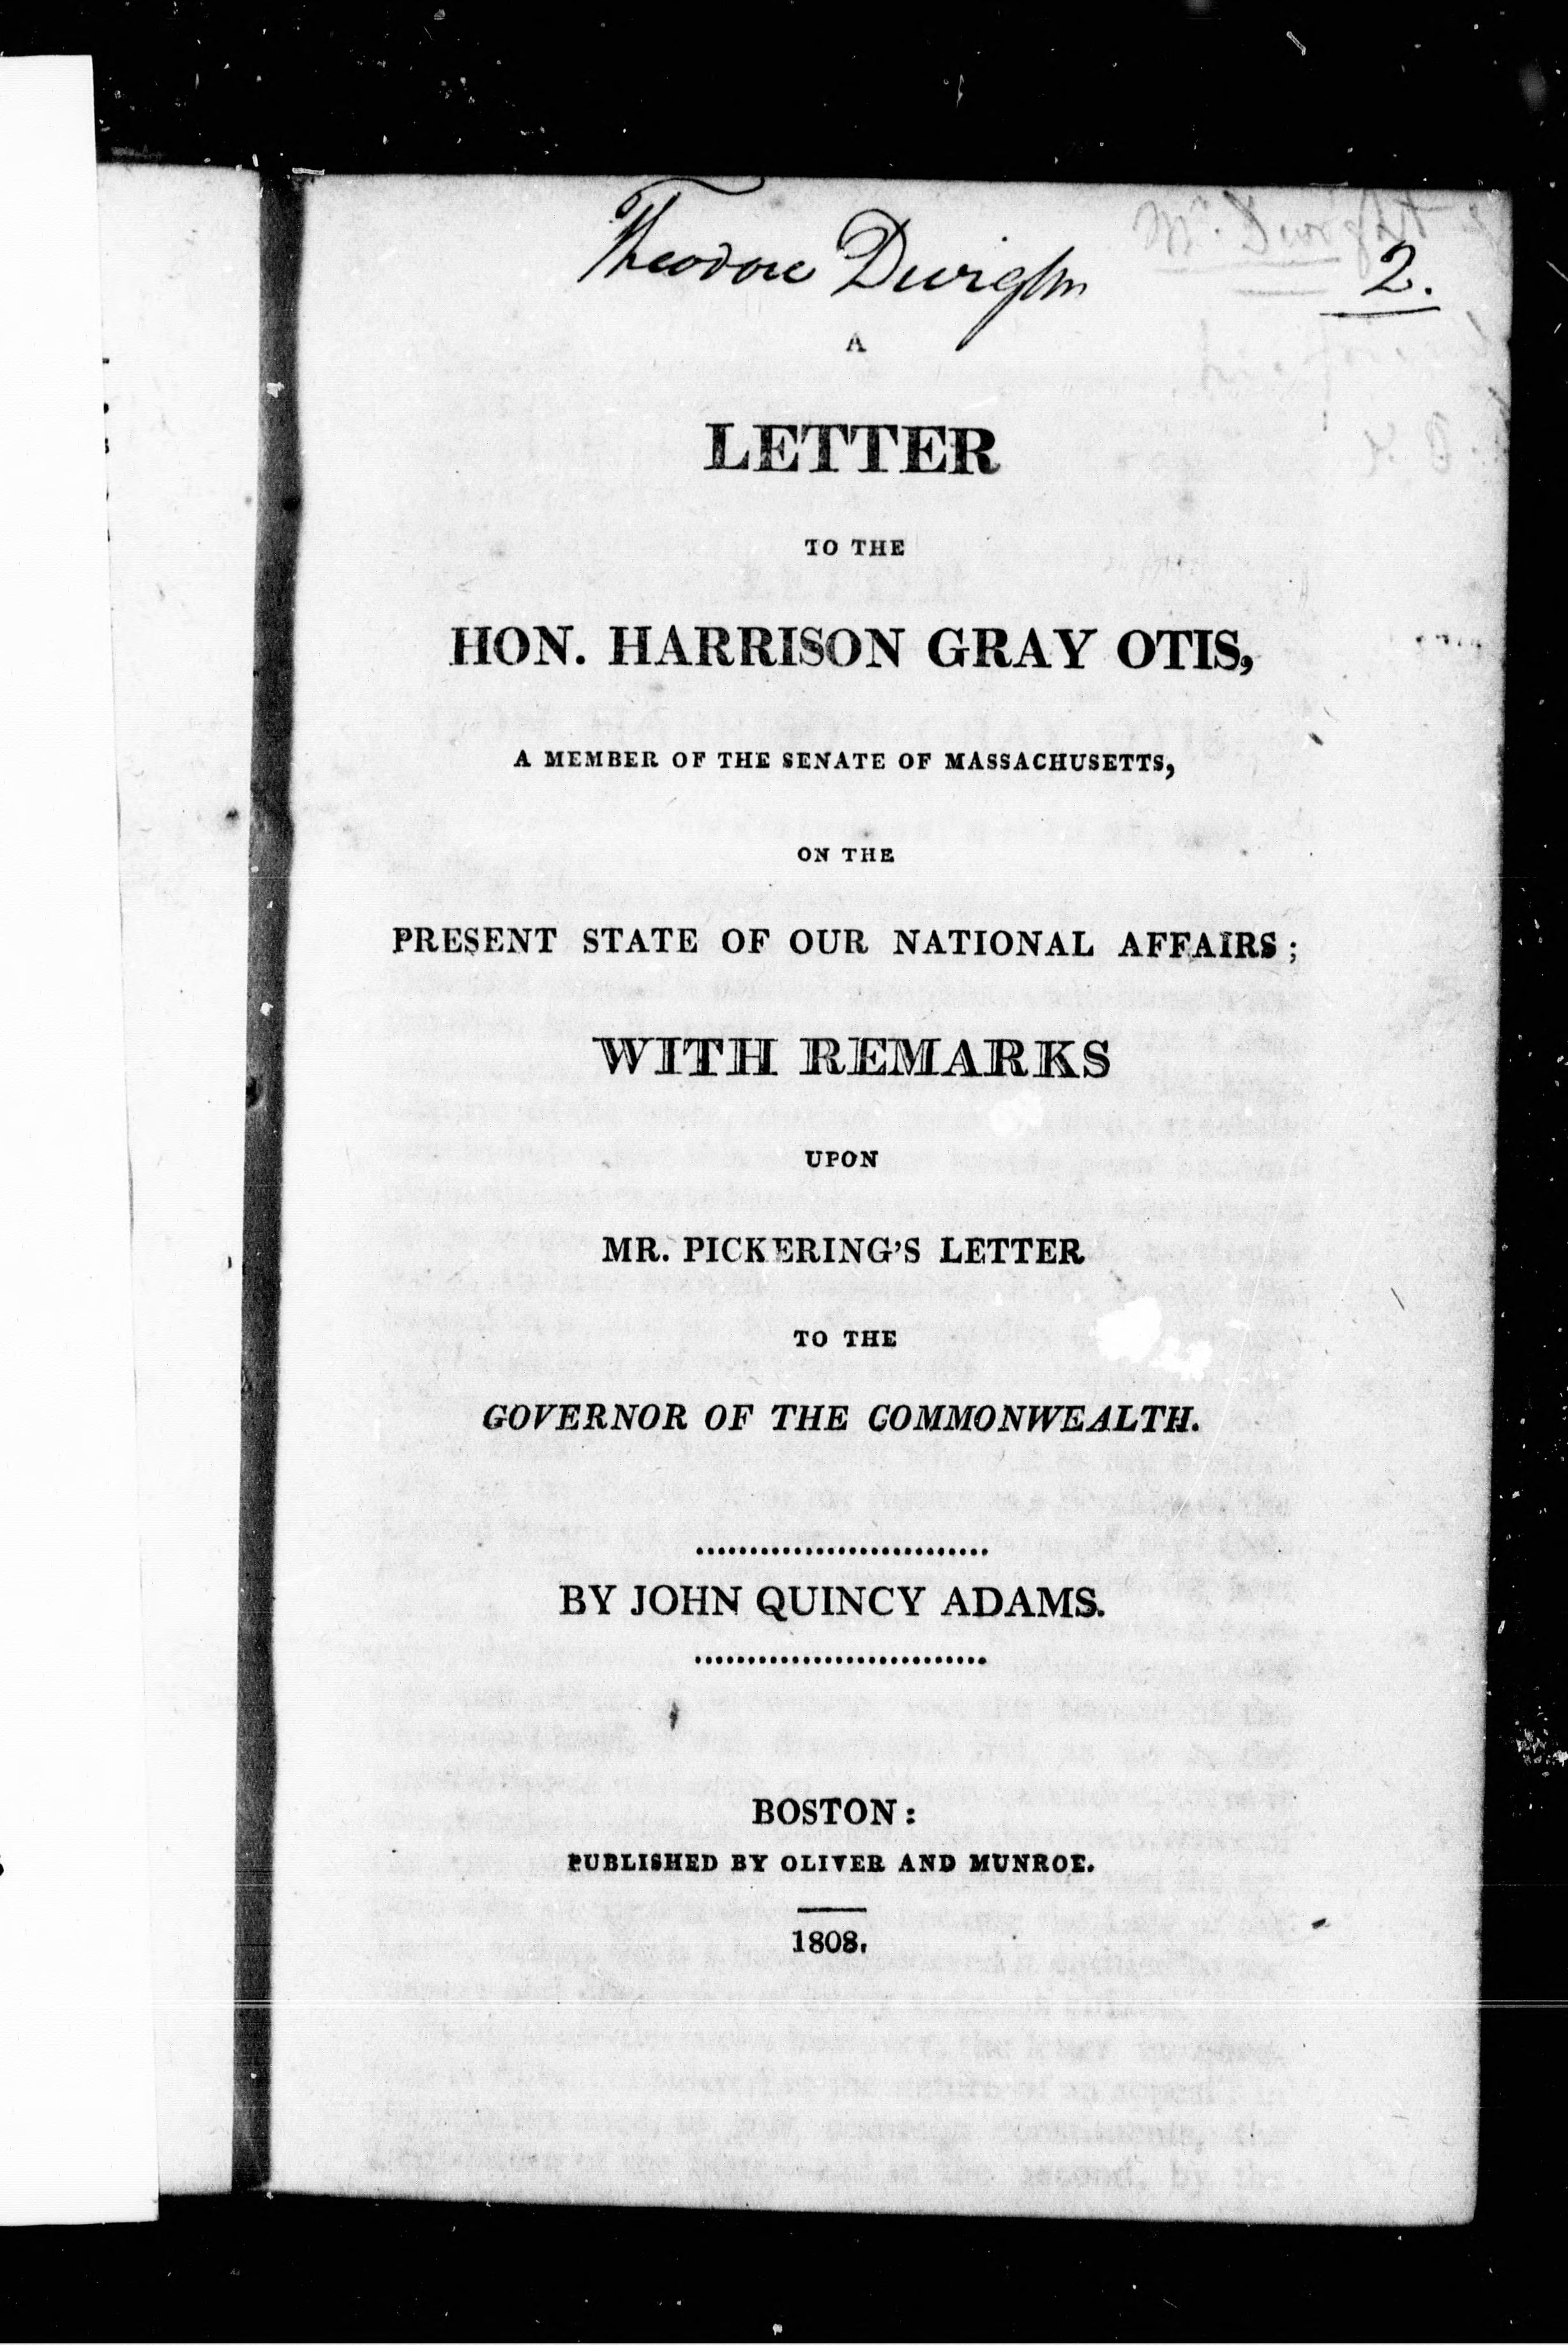 Theodore Dwight
Mr. Dwight
2.
A
LETTER
TO THE
HON. HARRISON GRAY OTIS,
A MEMBER OF THE SENATE OF MASSACHUSETTS,
ON THE
PRESENT STATE OF OUR NATIONAL AFFAIRS;
WITH REMARKS
UPON
MR. PICKERING'S LETTER
TO THE
GOVERNOR OF THE COMMONWEALTH.
BY JOHN QUINCY ADAMS.
BOSTON:
PUBLISHED BY OLIVER AND MUNROE.
1808.